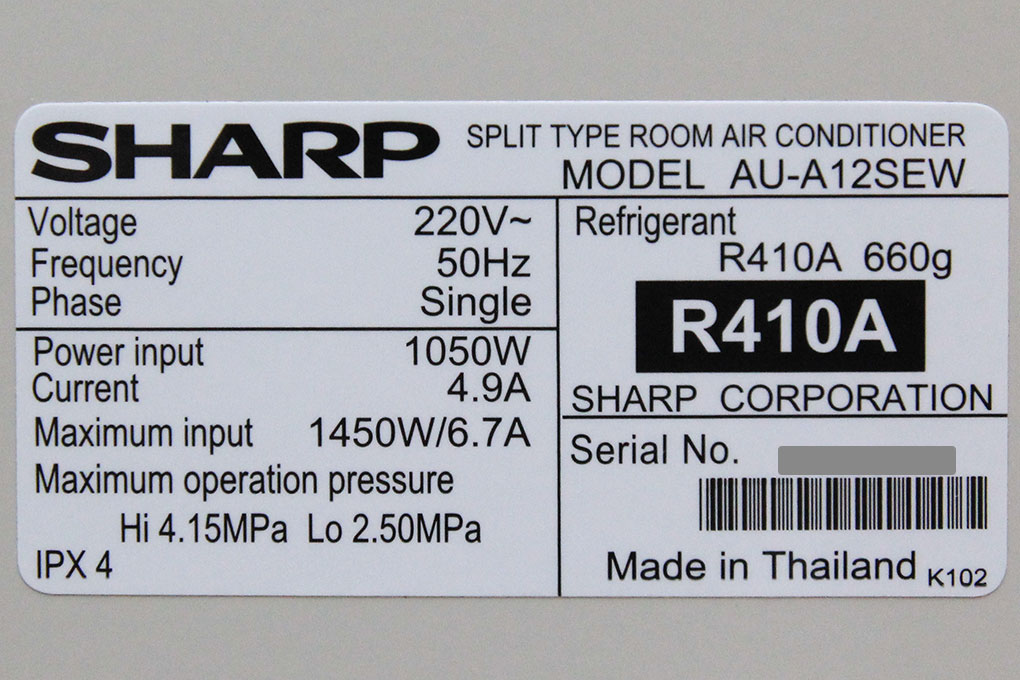 SHARP SPLIT TYPE ROOM AIR CONDITIONER
MODEL AU-A12SEW
Voltage 220V~
Frequency 50Hz
Phase Single
Power input 1050W
Current 4.9A
Maximum input 1450W/6.7A
Maximum operation pressure
Hi 4.15MPa Lo 2.50MPa
IPX 4
Refrigerant
R410A 660g
R410A
SHARP CORPORATION
Serial No.
Made in Thailand K102